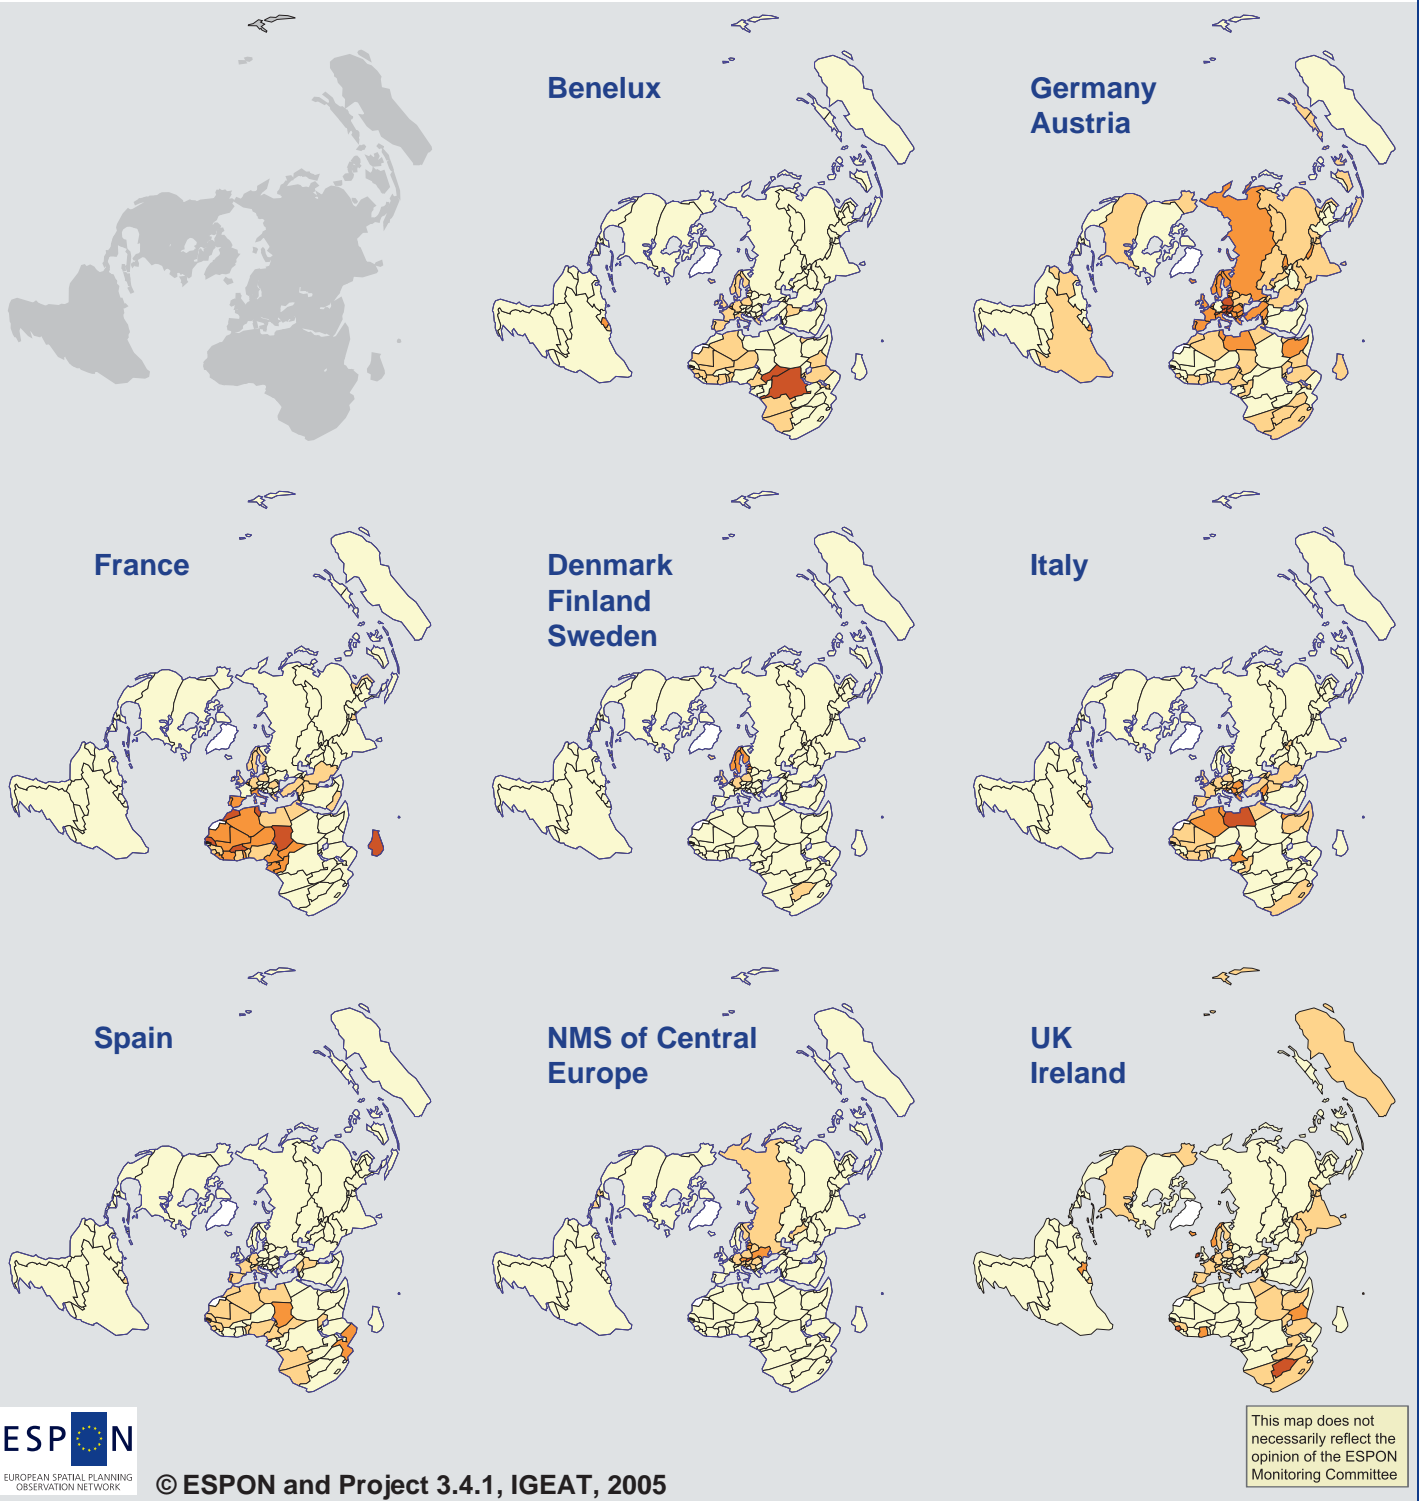 Benelux
Germany
Austria
France
Denmark
Finland
Sweden
Italy
Spain
NMS of Central
Europe
UK
Ireland
ESPON
EUROPEAN SPATIAL PLANNING
OBSERVATION NETWORK
© ESPON and Project 3.4.1, IGEAT, 2005
This map does not
necessarily reflect the
opinion of the ESPON
Monitoring Committee